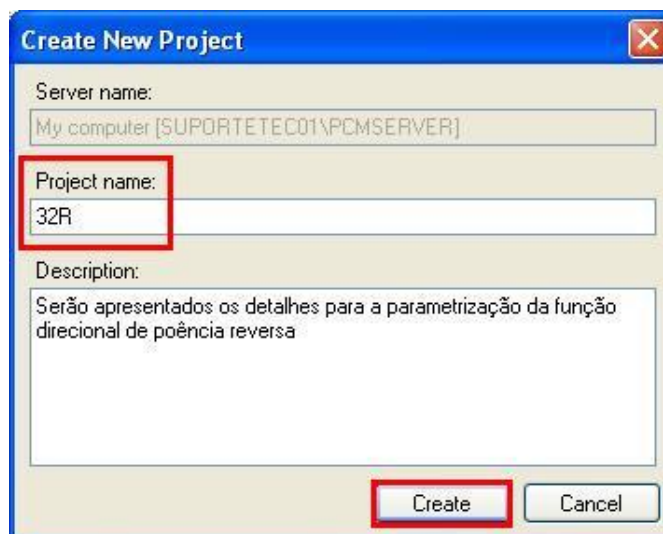 Create New Project
Server name:
My computer [SUPORTETEC01\PCMSERVER]
Project name:
32R
Description:
Serão apresentados os detalhes para a parametrização da função
direcional de poência reversa
Create Cancel